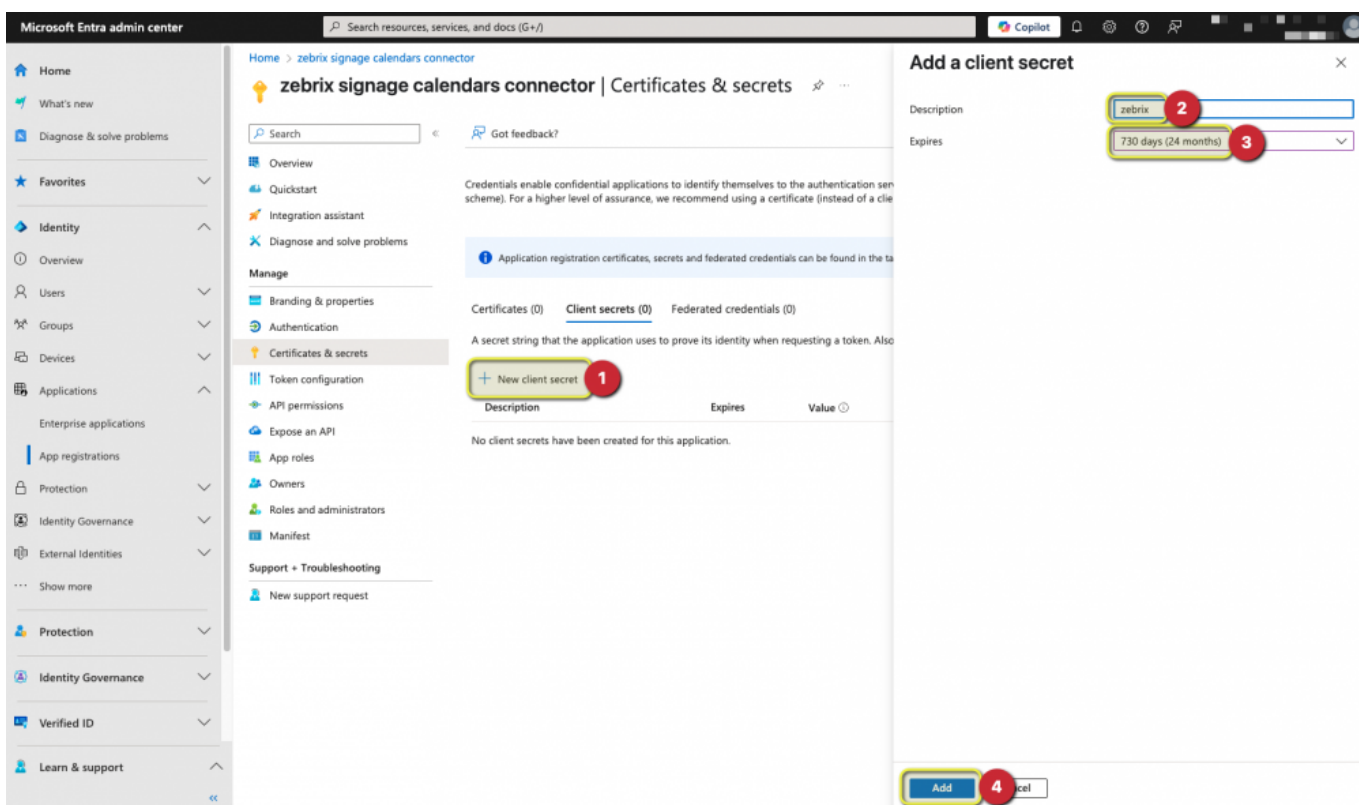 Microsoft Entra admin center
Search resources, services, and docs (G+/)
Copilot
Home
What's new
Diagnose & solve problems
Favorites
Identity
Overview
Users
Groups
Devices
Applications
Enterprise applications
App registrations
Protection
Identity Governance
External Identities
Show more
Protection
Identity Governance
Verified ID
Learn & support
Home > zebrix signage calendars connector
zebrix signage calendars connector | Certificates & secrets
Search
Overview
Quickstart
Integration assistant
Diagnose and solve problems
Manage
Branding & properties
Authentication
Certificates & secrets
Token configuration
API permissions
Expose an API
App roles
Owners
Roles and administrators
Manifest
Support + Troubleshooting
New support request
Got feedback?
Credentials enable confidential applications to identify themselves to the authentication ser
scheme). For a higher level of assurance, we recommend using a certificate (instead of a clie
Application registration certificates, secrets and federated credentials can be found in the ta
Certificates (0) Client secrets (0) Federated credentials (0)
A secret string that the application uses to prove its identity when requesting a token. Also
+ New client secret 1
Description Expires Value
No client secrets have been created for this application.
Add a client secret
Description zebrix 2
Expires 730 days (24 months) 3
Add 4 cel